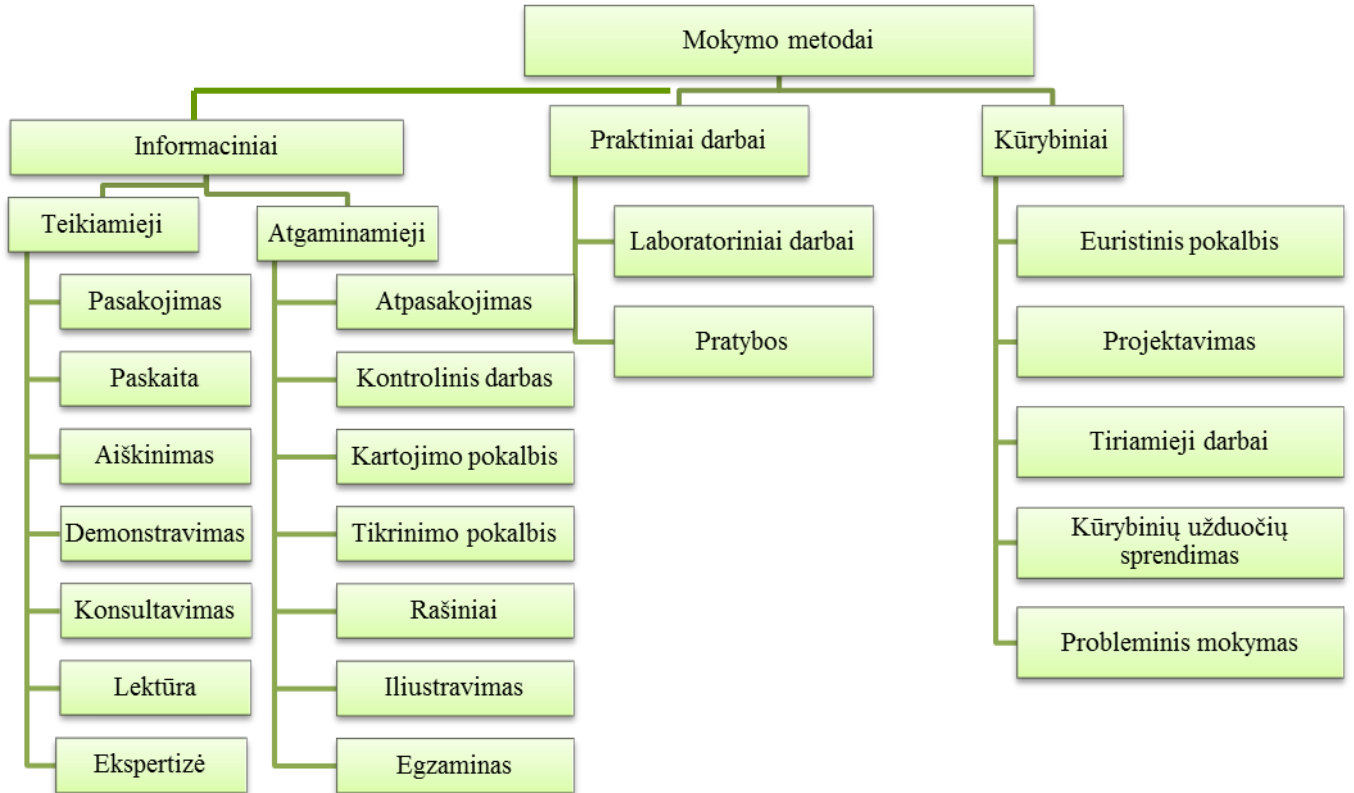 Mokymo metodai
Informaciniai
Praktiniai darbai
Kūrybiniai
Teikiamieji
Atgaminamieji
Pasakojimas
Paskaita
Aiškinimas
Demonstravimas
Konsultavimas
Lektūra
Ekspertizė
Atpasakojimas
Kontrolinis darbas
Kartojimo pokalbis
Tikrinimo pokalbis
Rašiniai
Iliustravimas
Egzaminas
Laboratoriniai darbai
Pratybos
Euristinis pokalbis
Projektavimas
Tiriamieji darbai
Kūrybinių užduočių
sprendimas
Probleminis mokymas